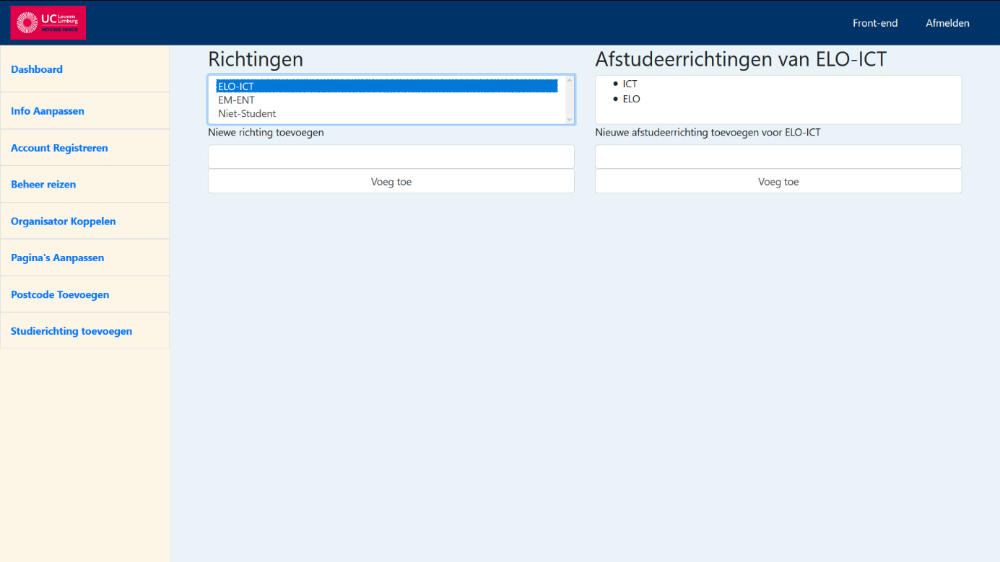 UC Leuven
Limburg
MOVING MINDS
Front-end
Afmelden
Dashboard
Info Aanpassen
Account Registreren
Beheer reizen
Organisator Koppelen
Pagina's Aanpassen
Postcode Toevoegen
Studierichting toevoegen
Richtingen
ELO-ICT
EM-ENT
Niet-Student
Niewe richting toevoegen
Voeg toe
Afstudeerrichtingen van ELO-ICT
• ICT
• ELO
Nieuwe afstudeerrichting toevoegen voor ELO-ICT
Voeg toe